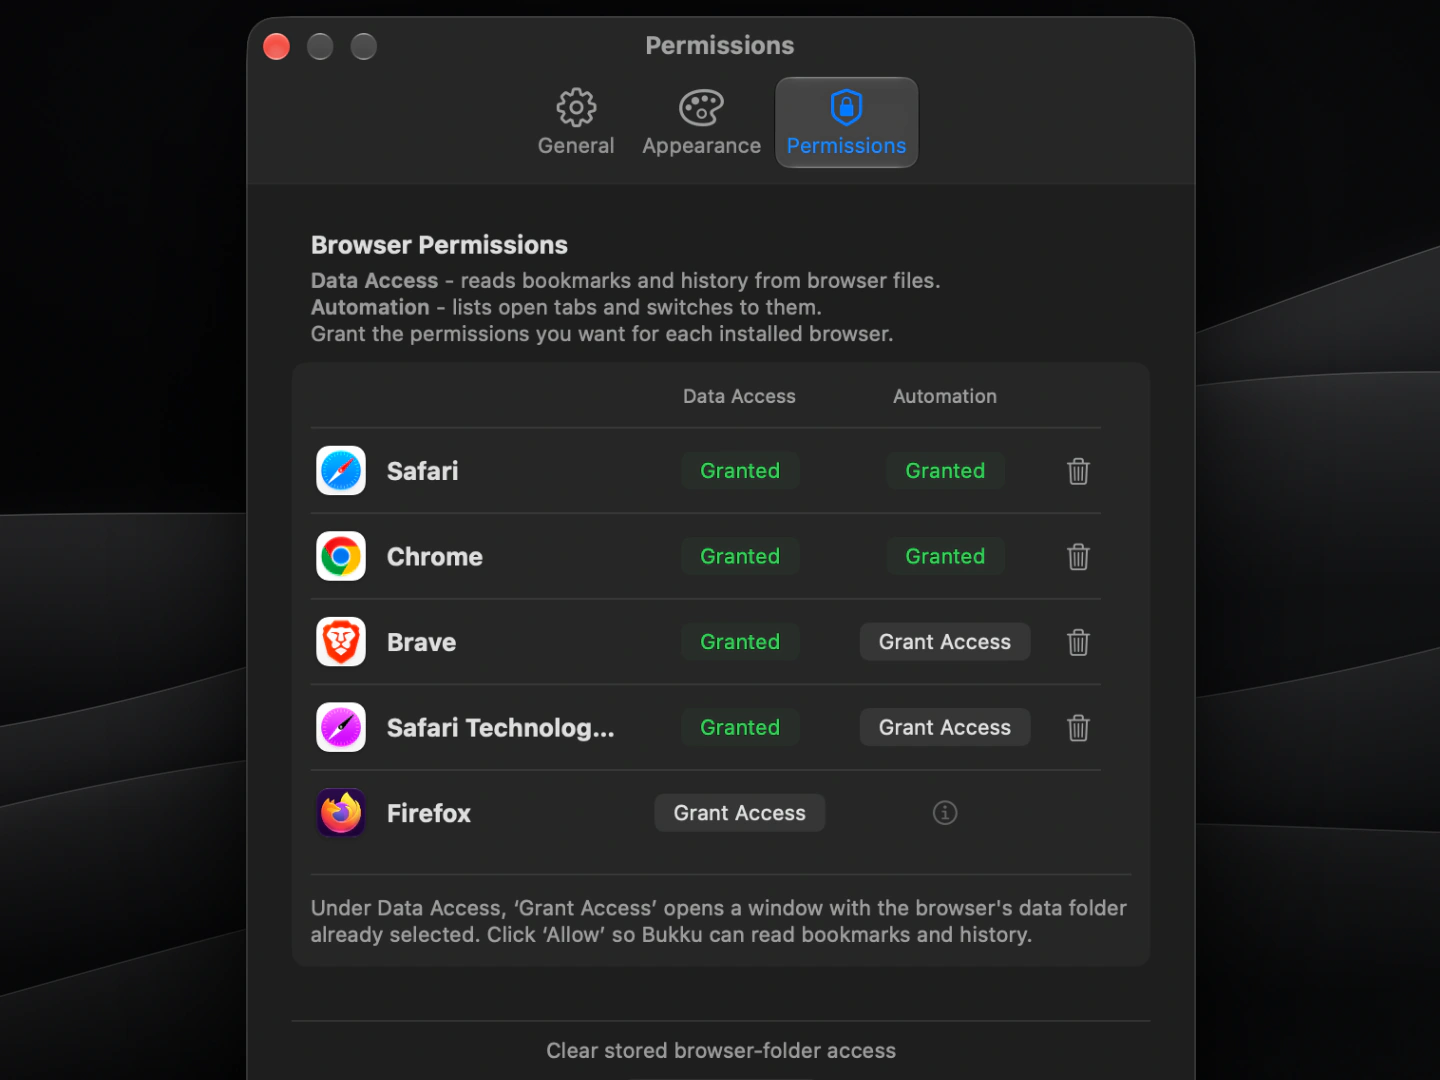 Permissions
General
Appearance
Permissions
Browser Permissions
Data Access - reads bookmarks and history from browser files.
Automation - lists open tabs and switches to them.
Grant the permissions you want for each installed browser.
Data Access
Automation
Safari
Granted
Granted
Chrome
Granted
Granted
Brave
Granted
Grant Access
Safari Technolog...
Granted
Grant Access
Firefox
Grant Access
Under Data Access, ‘Grant Access’ opens a window with the browser's data folder
already selected. Click ‘Allow’ so Bukku can read bookmarks and history.
Clear stored browser-folder access